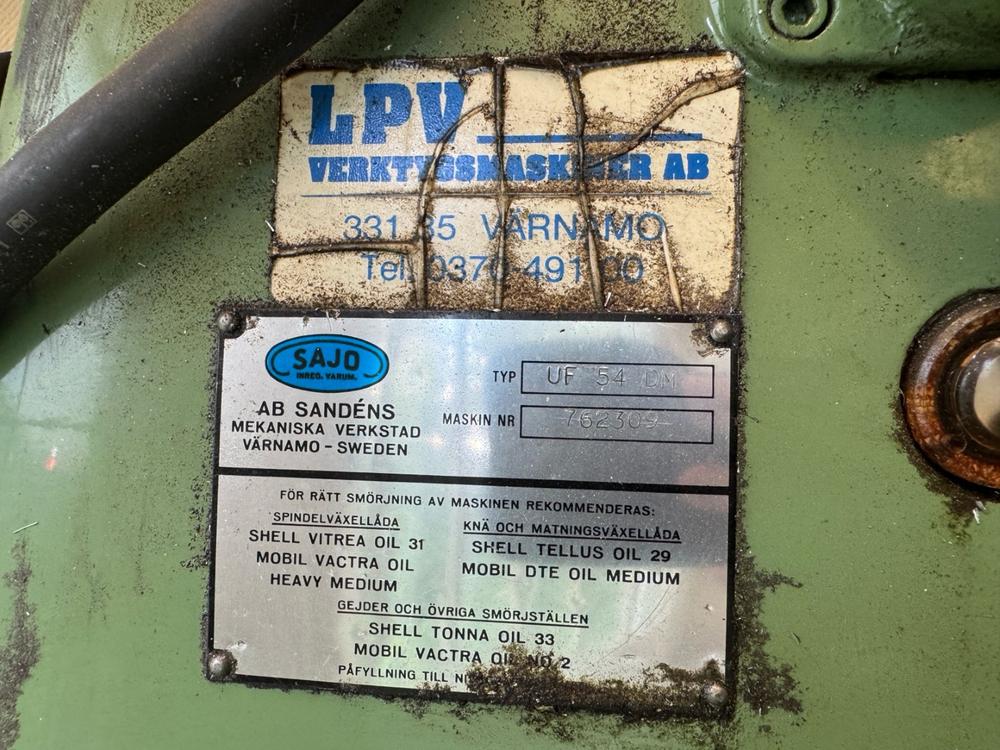 LPV
VERKTYGSMASKINER AB
331 35 VÄRNAMO
Tel. 0370-491 00
SAJO
INREG. VARUM.
TYP UF 54 DM
AB SANDÉNS
MEKANISKA VERKSTAD
VÄRNAMO – SWEDEN
MASKIN NR 762309
FÖR RÄTT SMÖRJNING AV MASKINEN REKOMMENDERAS:
SPINDELVÄXELLÅDA
SHELL VITREA OIL 31
MOBIL VACTRA OIL
HEAVY MEDIUM
KNÄ OCH MATNINGSVÄXELLÅDA
SHELL TELLUS OIL 29
MOBIL DTE OIL MEDIUM
GEJDER OCH ÖVRIGA SMÖRJSTÄLLEN
SHELL TONNA OIL 33
MOBIL VACTRA OIL NO 2
PÅFYLLNING TILL